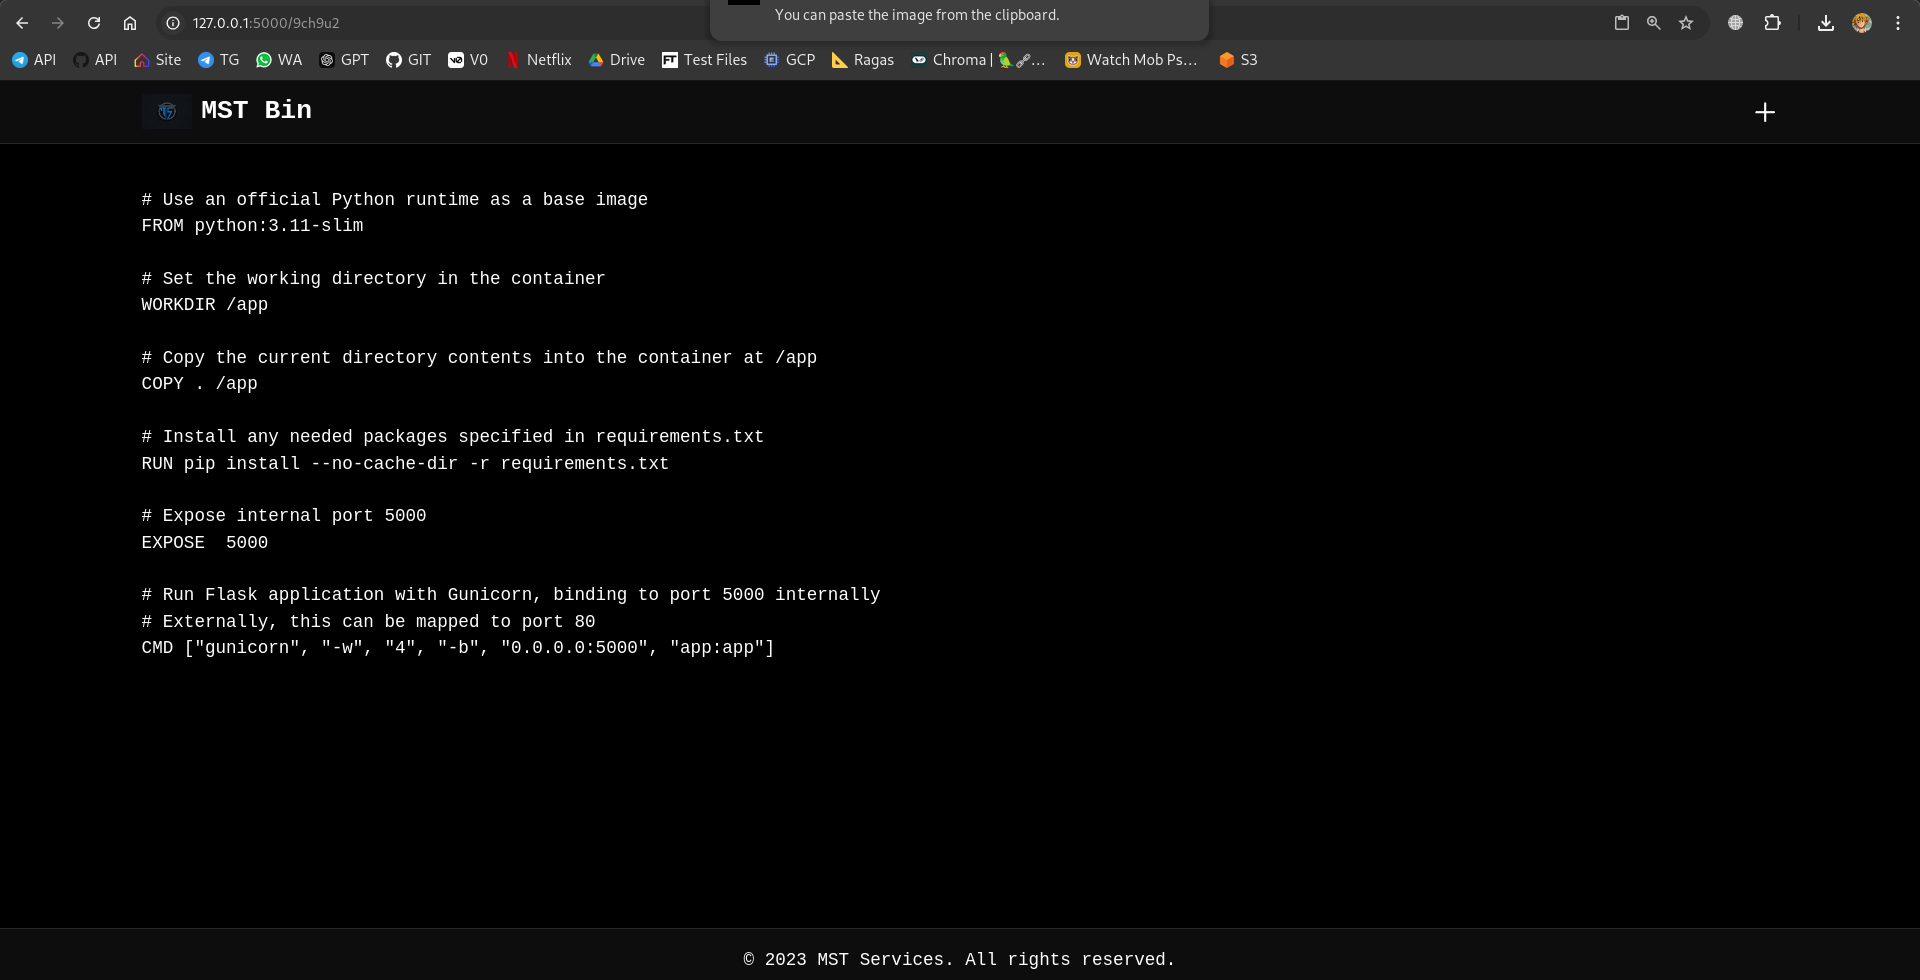 127.0.0.1:5000/9ch9u2
You can paste the image from the clipboard.
API API Site TG WA GPT GIT V0 Netflix Drive FT Test Files GCP Ragas Chroma | 🦜🔗... Watch Mob Ps... S3
MST Bin
# Use an official Python runtime as a base image
FROM python:3.11-slim
# Set the working directory in the container
WORKDIR /app
# Copy the current directory contents into the container at /app
COPY . /app
# Install any needed packages specified in requirements.txt
RUN pip install --no-cache-dir -r requirements.txt
# Expose internal port 5000
EXPOSE  5000
# Run Flask application with Gunicorn, binding to port 5000 internally
# Externally, this can be mapped to port 80
CMD ["gunicorn", "-w", "4", "-b", "0.0.0.0:5000", "app:app"]
© 2023 MST Services. All rights reserved.